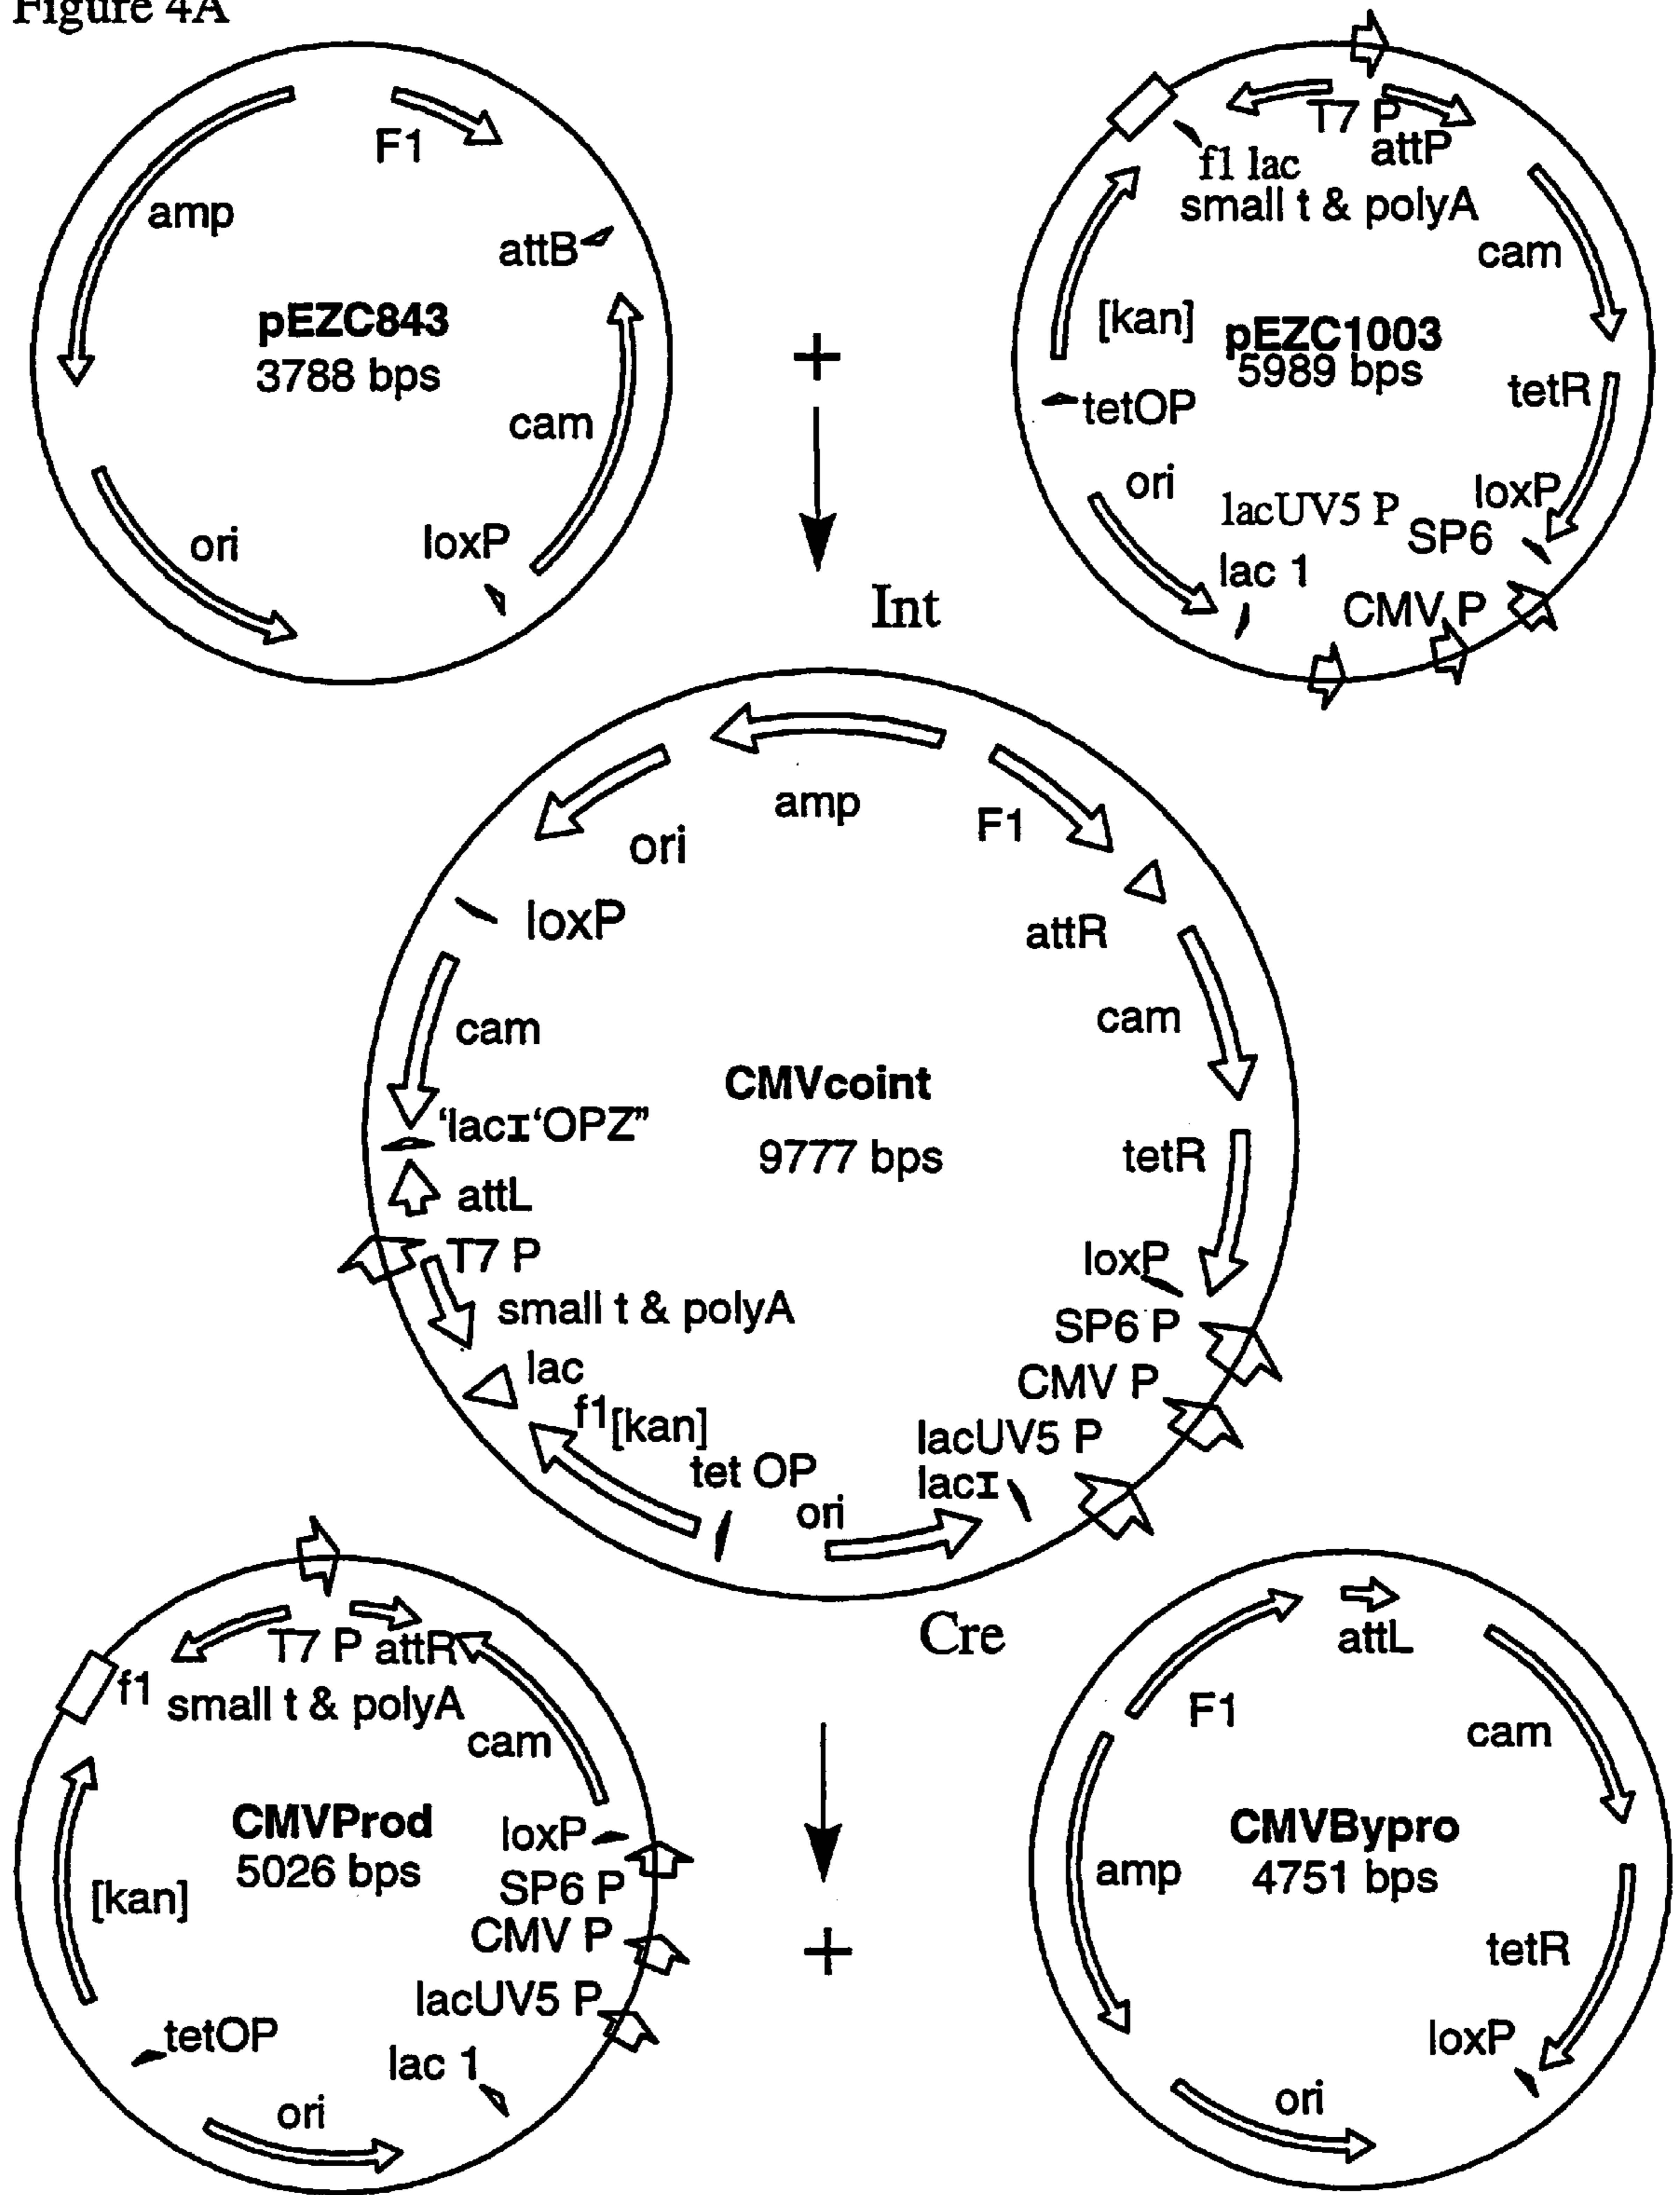 Figure 4A
F1
amp
attB
pEZC843
3788 bps
cam
ori
loxP
+
T7 P
attP
f1 lac
small t & polyA
cam
[kan]
pEZC1003
5989 bps
tetR
tetOP
ori
loxP
lacUV5 P
SP6
lac 1
CMV P
Int
amp
F1
ori
attR
loxP
cam
cam
CMVcoint
9777 bps
'lacI'OPZ"
tetR
attL
T7 P
loxP
small t & polyA
SP6 P
lac
CMV P
f1
[kan]
lacUV5 P
tet OP
lacI
ori
Cre
T7 P
attR
f1
small t & polyA
cam
CMVProd
5026 bps
loxP
SP6 P
[kan]
CMV P
lacUV5 P
tetOP
lac 1
ori
+
attL
F1
cam
CMVBypro
4751 bps
amp
tetR
loxP
ori